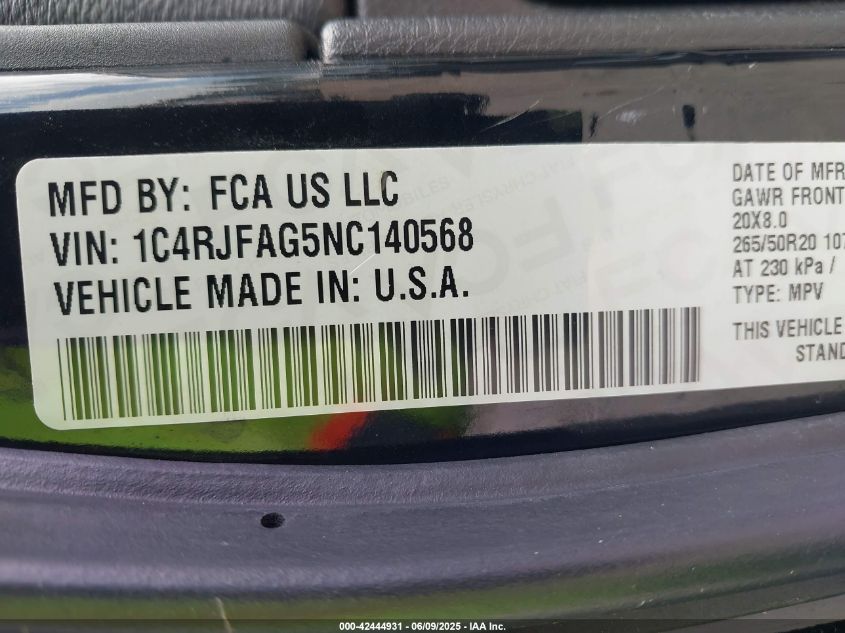 MFD BY: FCA US LLC
VIN: 1C4RJFAG5NC140568
VEHICLE MADE IN: U.S.A.
DATE OF MFR
GAWR FRONT
20X8.0
265/50R20 107
AT 230 kPa /
TYPE: MPV
THIS VEHICLE
STAND
000-42444931 | 06/09/2025 | IAA Inc.